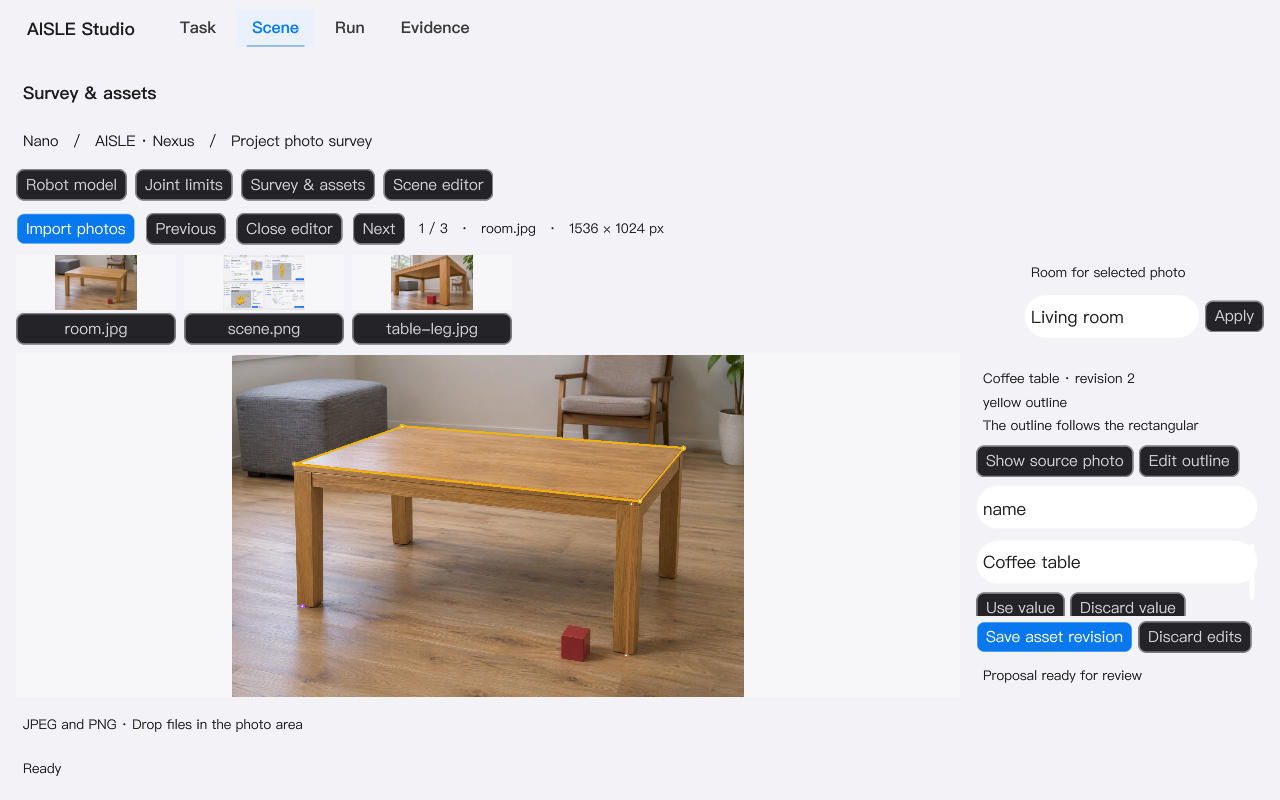 AISLE Studio Task Scene Run Evidence
Survey & assets
Nano / AISLE · Nexus / Project photo survey
Robot model Joint limits Survey & assets Scene editor
Import photos Previous Close editor Next 1 / 3 · room.jpg · 1536 × 1024 px
Room for selected photo
room.jpg scene.png table-leg.jpg
Living room Apply
Coffee table · revision 2
yellow outline
The outline follows the rectangular
Show source photo Edit outline
name
Coffee table
Use value Discard value
Save asset revision Discard edits
Proposal ready for review
JPEG and PNG · Drop files in the photo area
Ready